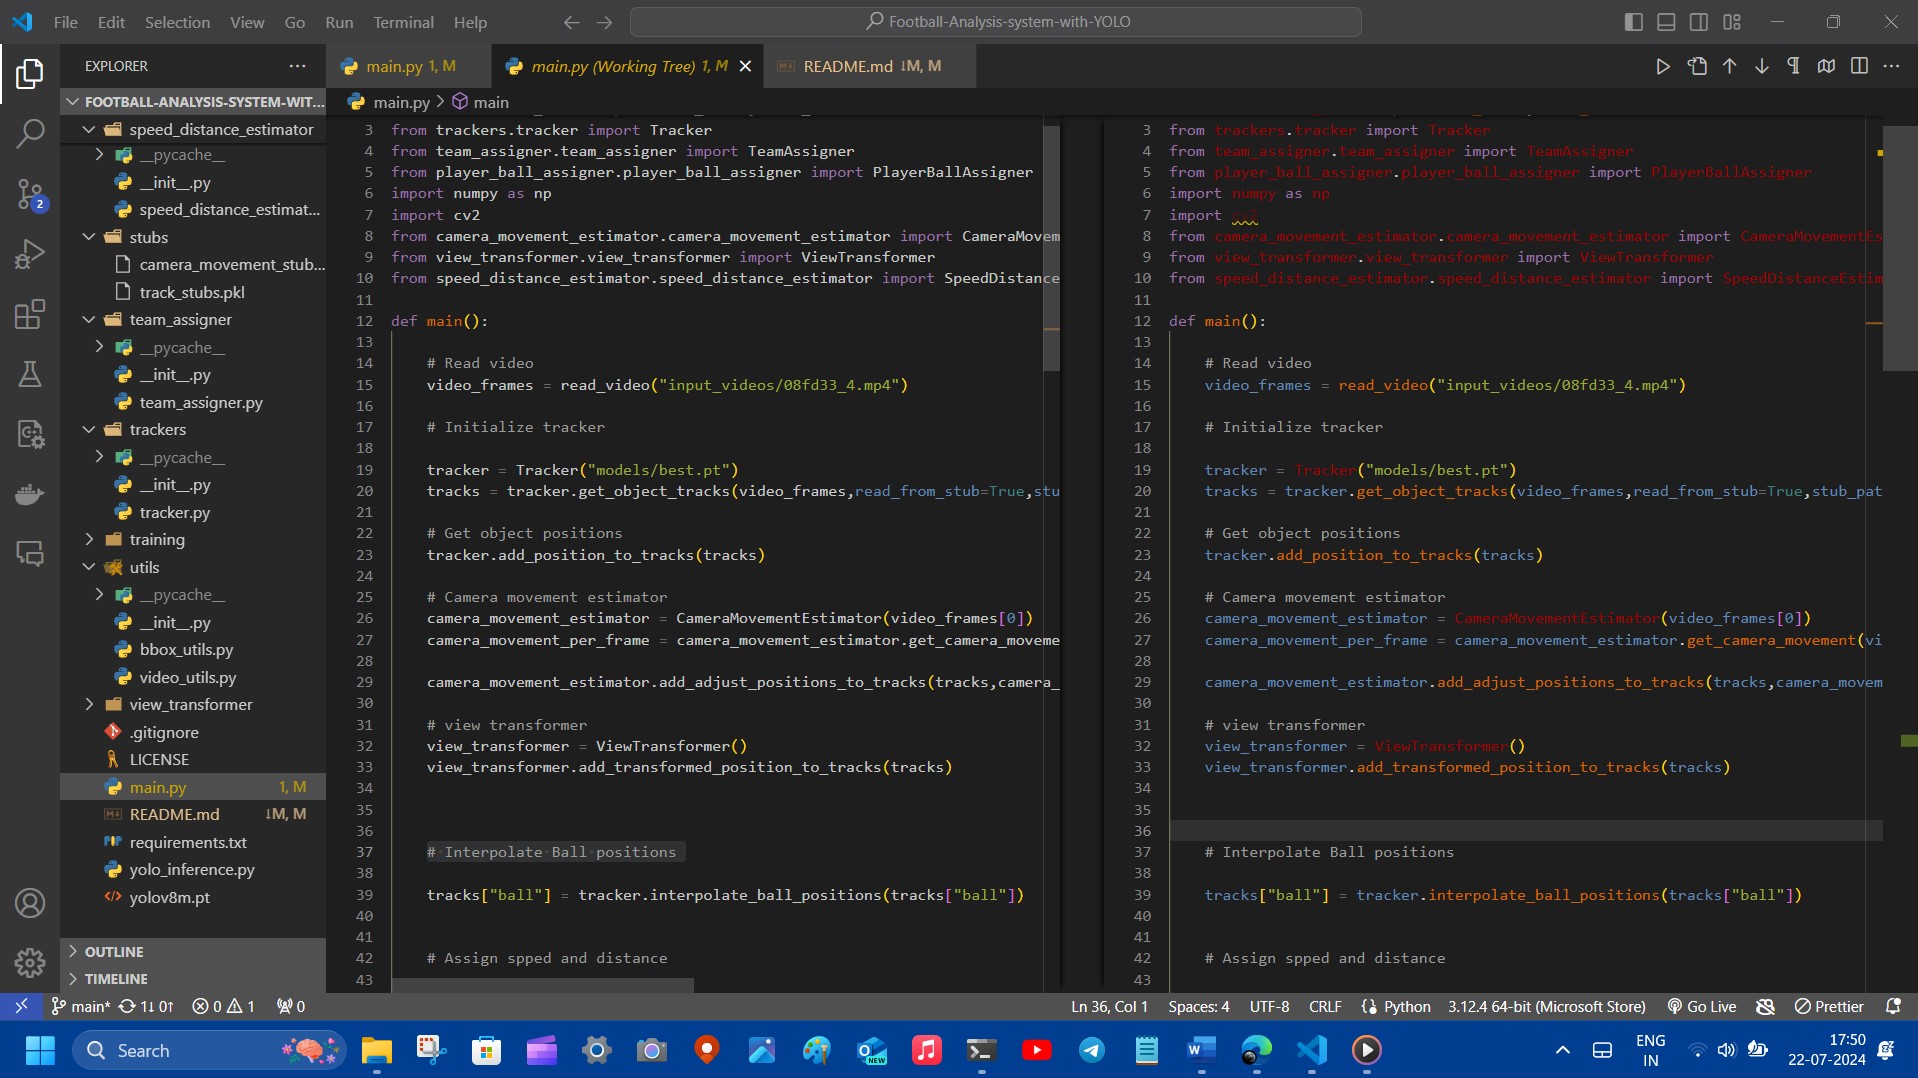 File Edit Selection View Go Run Terminal Help
Football-Analysis-system-with-YOLO
EXPLORER
main.py 1, M
main.py (Working Tree) 1, M
README.md ↓M, M
FOOTBALL-ANALYSIS-SYSTEM-WIT...
main.py > main
speed_distance_estimator
__pycache__
__init__.py
speed_distance_estimat...
stubs
camera_movement_stub...
track_stubs.pkl
team_assigner
__pycache__
__init__.py
team_assigner.py
trackers
__pycache__
__init__.py
tracker.py
training
utils
__pycache__
__init__.py
bbox_utils.py
video_utils.py
view_transformer
.gitignore
LICENSE
main.py 1, M
README.md ↓M, M
requirements.txt
yolo_inference.py
yolov8m.pt
OUTLINE
TIMELINE
2
3 from trackers.tracker import Tracker
4 from team_assigner.team_assigner import TeamAssigner
5 from player_ball_assigner.player_ball_assigner import PlayerBallAssigner
6 import numpy as np
7 import cv2
8 from camera_movement_estimator.camera_movement_estimator import CameraMovem
9 from view_transformer.view_transformer import ViewTransformer
10 from speed_distance_estimator.speed_distance_estimator import SpeedDistance
11
12 def main():
13
14 # Read video
15 video_frames = read_video("input_videos/08fd33_4.mp4")
16
17 # Initialize tracker
18
19 tracker = Tracker("models/best.pt")
20 tracks = tracker.get_object_tracks(video_frames,read_from_stub=True,stu
21
22 # Get object positions
23 tracker.add_position_to_tracks(tracks)
24
25 # Camera movement estimator
26 camera_movement_estimator = CameraMovementEstimator(video_frames[0])
27 camera_movement_per_frame = camera_movement_estimator.get_camera_moveme
28
29 camera_movement_estimator.add_adjust_positions_to_tracks(tracks,camera_
30
31 # view transformer
32 view_transformer = ViewTransformer()
33 view_transformer.add_transformed_position_to_tracks(tracks)
34
35
36
37 # Interpolate Ball positions
38
39 tracks["ball"] = tracker.interpolate_ball_positions(tracks["ball"])
40
41
42 # Assign spped and distance
43
3 from trackers.tracker import Tracker
4 from team_assigner.team_assigner import TeamAssigner
5 from player_ball_assigner.player_ball_assigner import PlayerBallAssigner
6 import numpy as np
7 import cv2
8 from camera_movement_estimator.camera_movement_estimator import CameraMovementEs
9 from view_transformer.view_transformer import ViewTransformer
10 from speed_distance_estimator.speed_distance_estimator import SpeedDistanceEstim
11
12 def main():
13
14 # Read video
15 video_frames = read_video("input_videos/08fd33_4.mp4")
16
17 # Initialize tracker
18
19 tracker = Tracker("models/best.pt")
20 tracks = tracker.get_object_tracks(video_frames,read_from_stub=True,stub_pat
21
22 # Get object positions
23 tracker.add_position_to_tracks(tracks)
24
25 # Camera movement estimator
26 camera_movement_estimator = CameraMovementEstimator(video_frames[0])
27 camera_movement_per_frame = camera_movement_estimator.get_camera_movement(vi
28
29 camera_movement_estimator.add_adjust_positions_to_tracks(tracks,camera_movem
30
31 # view transformer
32 view_transformer = ViewTransformer()
33 view_transformer.add_transformed_position_to_tracks(tracks)
34
35
36
37 # Interpolate Ball positions
38
39 tracks["ball"] = tracker.interpolate_ball_positions(tracks["ball"])
40
41
42 # Assign spped and distance
43
main* 1↓ 0↑ 0 1 0
Ln 36, Col 1 Spaces: 4 UTF-8 CRLF Python 3.12.4 64-bit (Microsoft Store) Go Live Prettier
Search
NEW
ENG
IN
17:50
22-07-2024